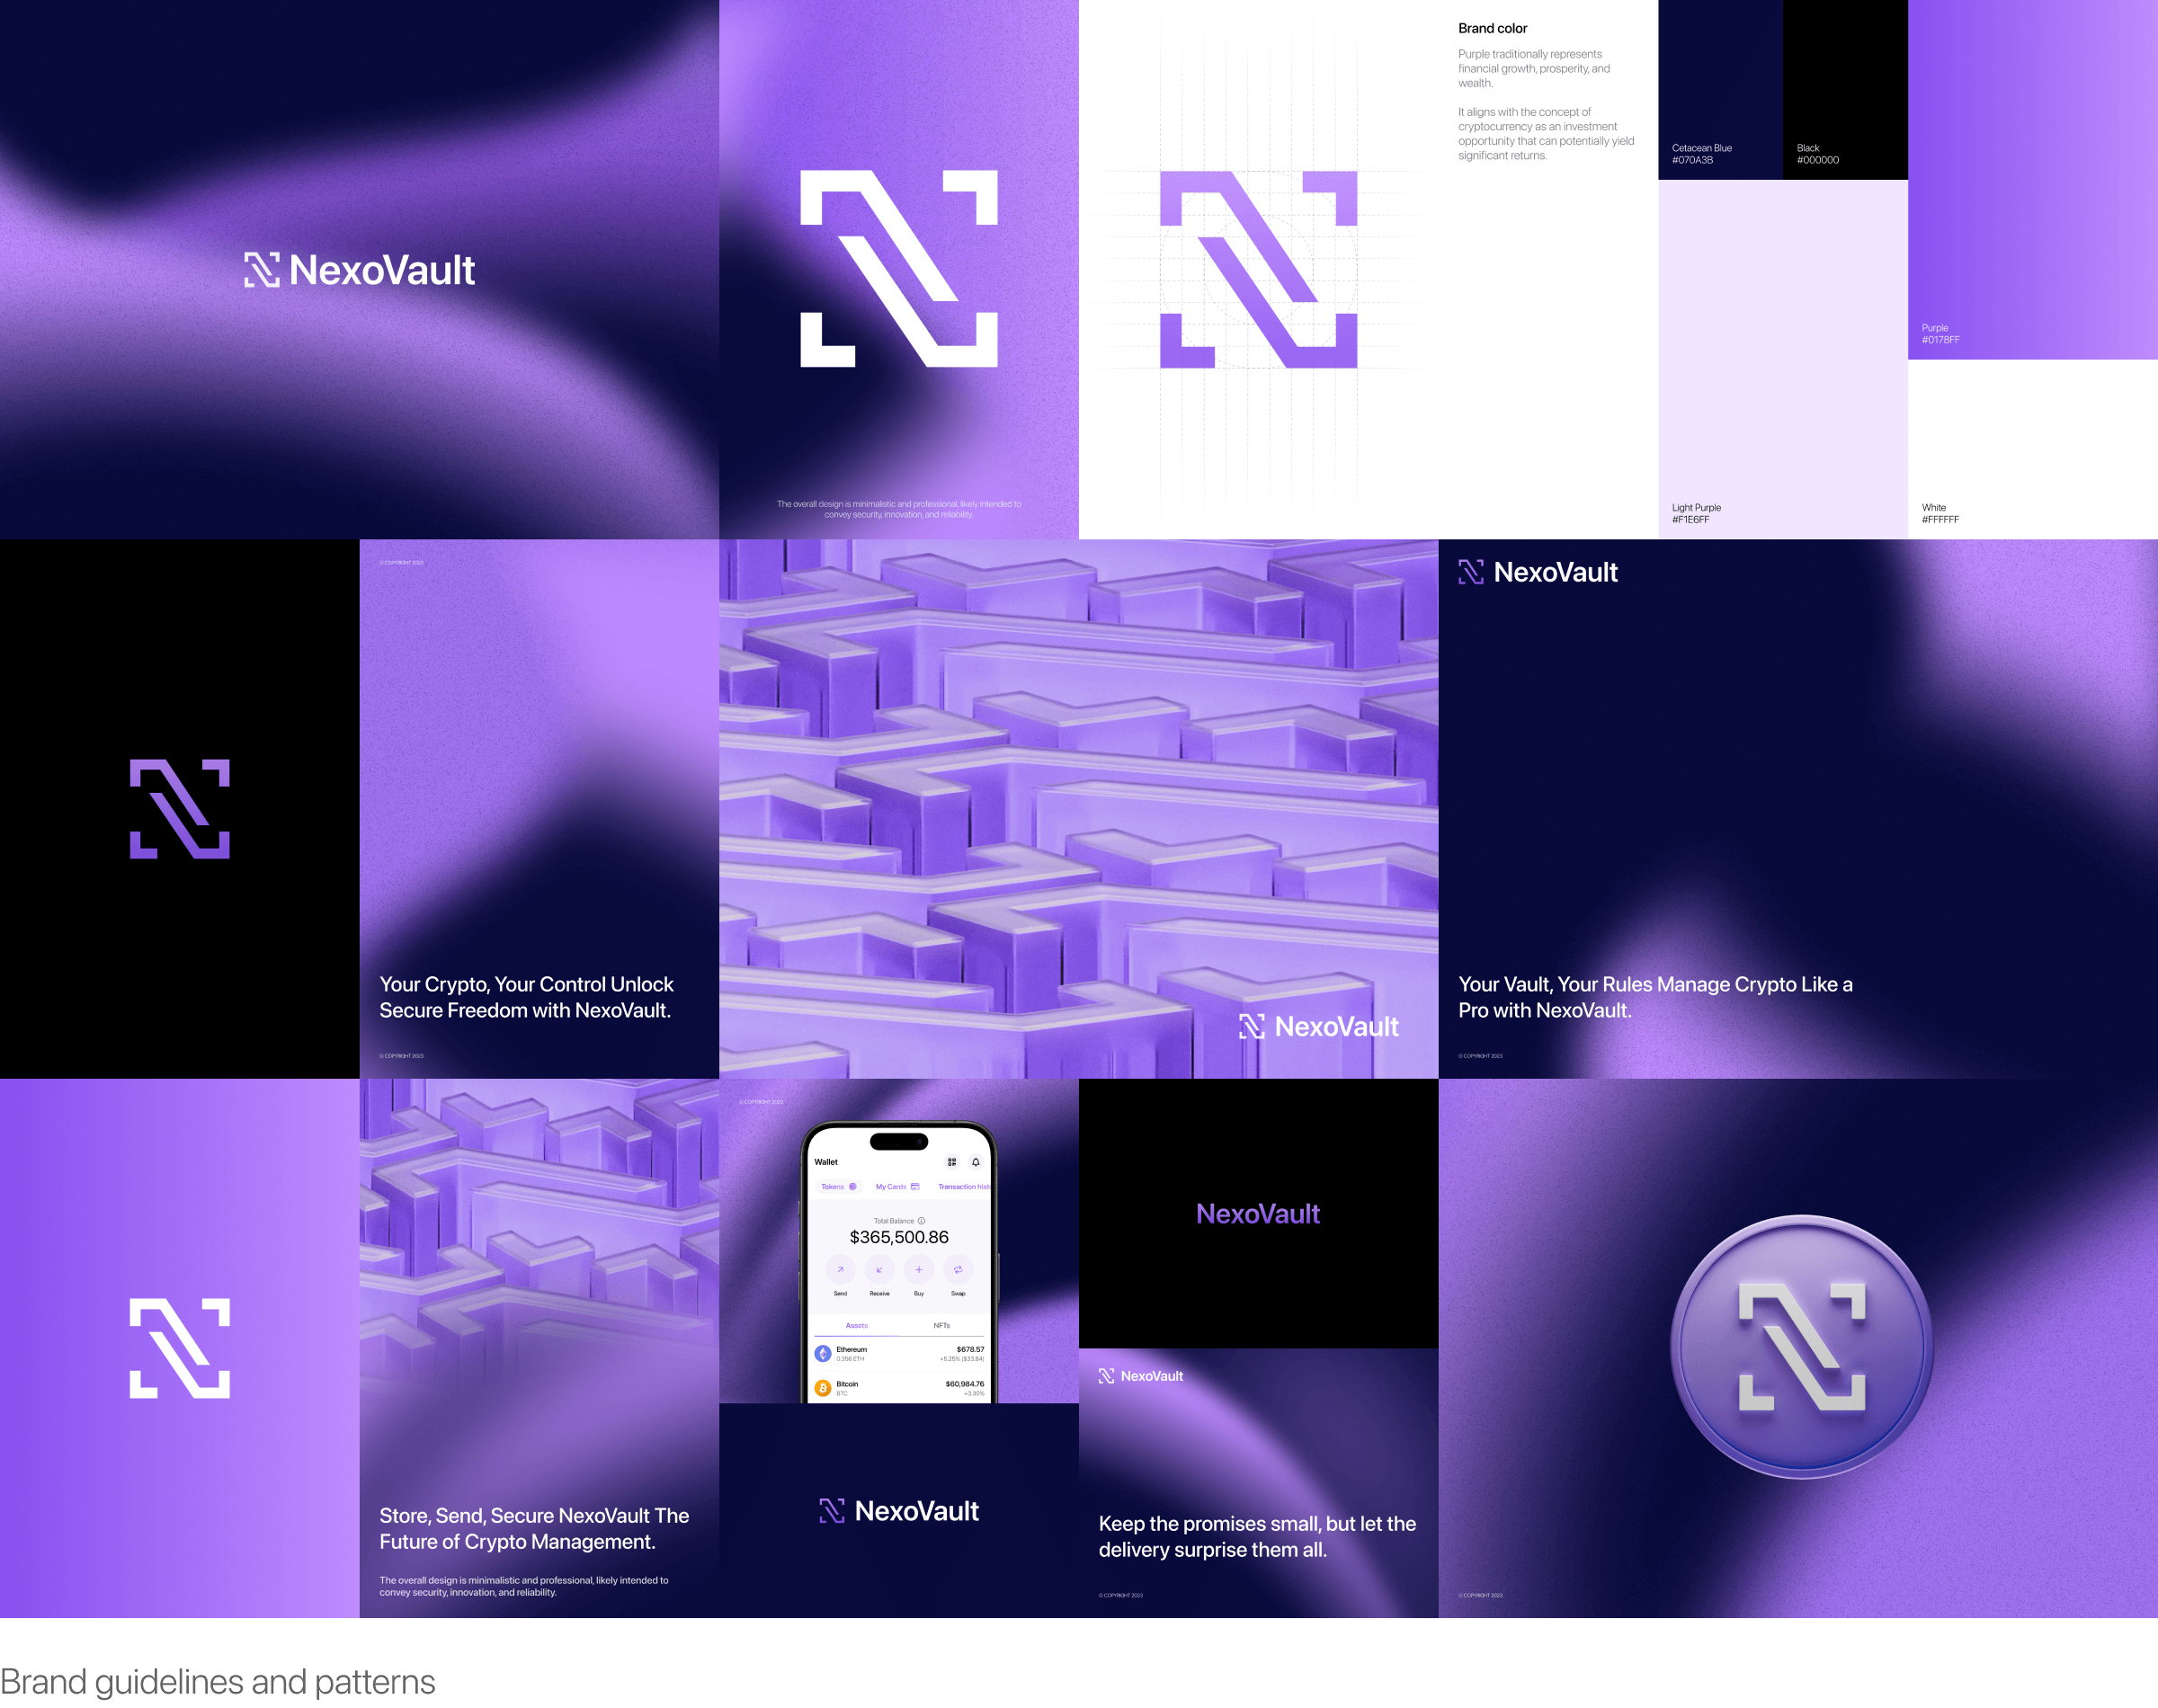 NexoVault
The overall design is minimalistic and professional, likely intended to
convey security, innovation, and reliability.
Brand color
Purple traditionally represents
financial growth, prosperity, and
wealth.
It aligns with the concept of
cryptocurrency as an investment
opportunity that can potentially yield
significant returns.
Cetacean Blue
#070A3B
Black
#000000
Purple
#0178FF
Light Purple
#F1E6FF
White
#FFFFFF
© COPYRIGHT 2023
Your Crypto, Your Control Unlock
Secure Freedom with NexoVault.
© COPYRIGHT 2023
NexoVault
NexoVault
Your Vault, Your Rules Manage Crypto Like a
Pro with NexoVault.
© COPYRIGHT 2023
Store, Send, Secure NexoVault The
Future of Crypto Management.
The overall design is minimalistic and professional, likely intended to
convey security, innovation, and reliability.
© COPYRIGHT 2023
Wallet
Tokens My Cards Transaction histo
Total Balance
$365,500.86
Send Receive Buy Swap
Assets NFTs
Ethereum $678.57
0.356 ETH +5.25% ($33.84)
Bitcoin $60,984.76
BTC +3.30%
NexoVault
NexoVault
NexoVault
Keep the promises small, but let the
delivery surprise them all.
© COPYRIGHT 2023
© COPYRIGHT 2023
Brand guidelines and patterns